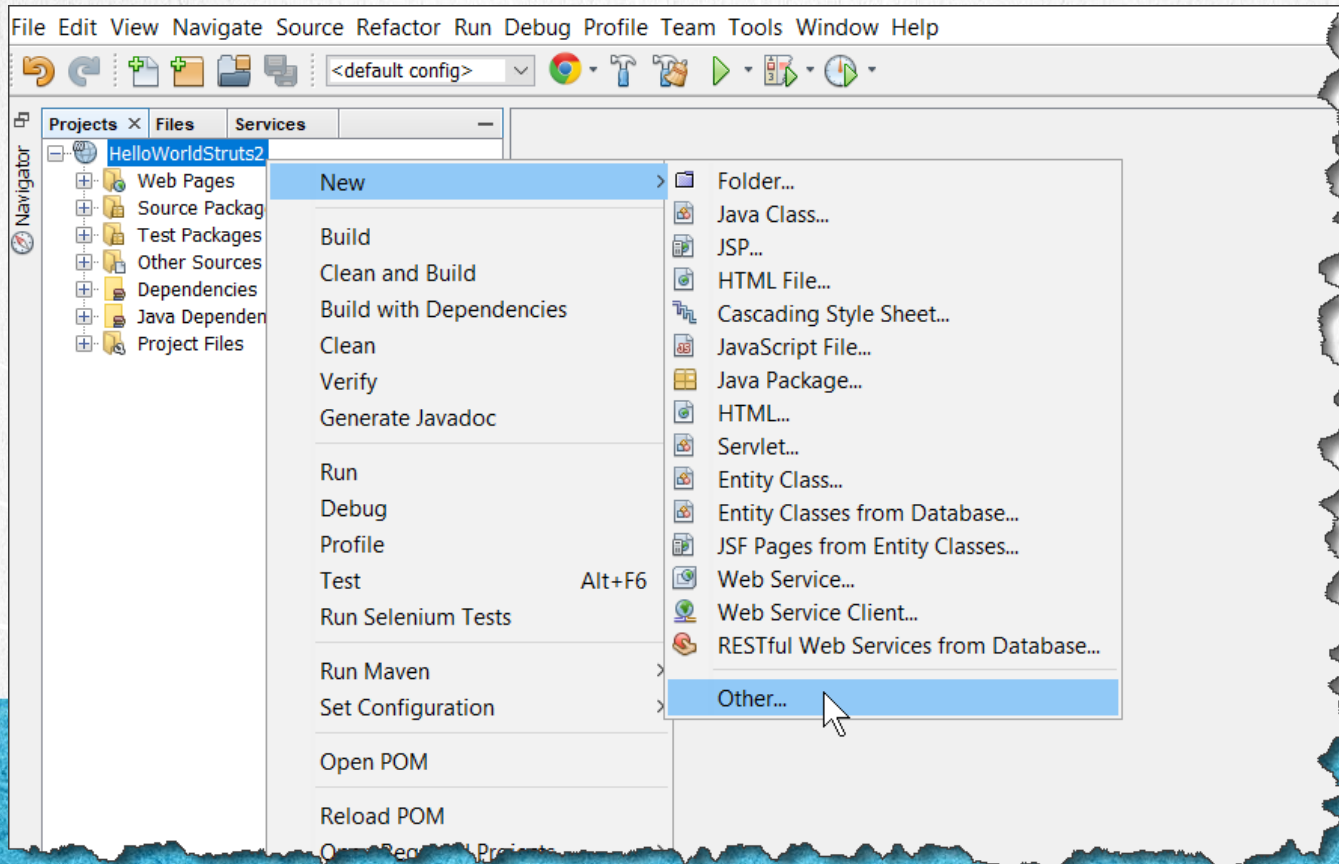 File Edit View Navigate Source Refactor Run Debug Profile Team Tools Window Help
<default config>
Projects Files Services
Navigator
HelloWorldStruts2
Web Pages
Source Packag
Test Packages
Other Sources
Dependencies
Java Dependen
Project Files
New
Build
Clean and Build
Build with Dependencies
Clean
Verify
Generate Javadoc
Run
Debug
Profile
Test Alt+F6
Run Selenium Tests
Run Maven
Set Configuration
Open POM
Reload POM
Folder...
Java Class...
JSP...
HTML File...
Cascading Style Sheet...
JavaScript File...
Java Package...
HTML...
Servlet...
Entity Class...
Entity Classes from Database...
JSF Pages from Entity Classes...
Web Service...
Web Service Client...
RESTful Web Services from Database...
Other...